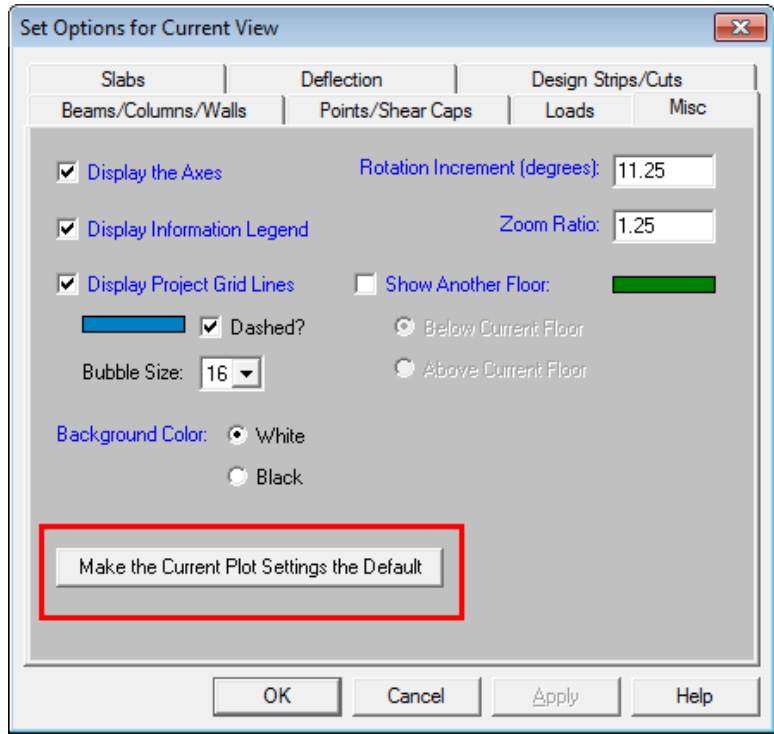 Set Options for Current View
Slabs Deflection Design Strips/Cuts
Beams/Columns/Walls Points/Shear Caps Loads Misc
Display the Axes Rotation Increment (degrees): 11.25
Display Information Legend Zoom Ratio: 1.25
Display Project Grid Lines Show Another Floor:
Dashed? Below Current Floor
Bubble Size: 16 Above Current Floor
Background Color: White
Black
Make the Current Plot Settings the Default
OK Cancel Apply Help